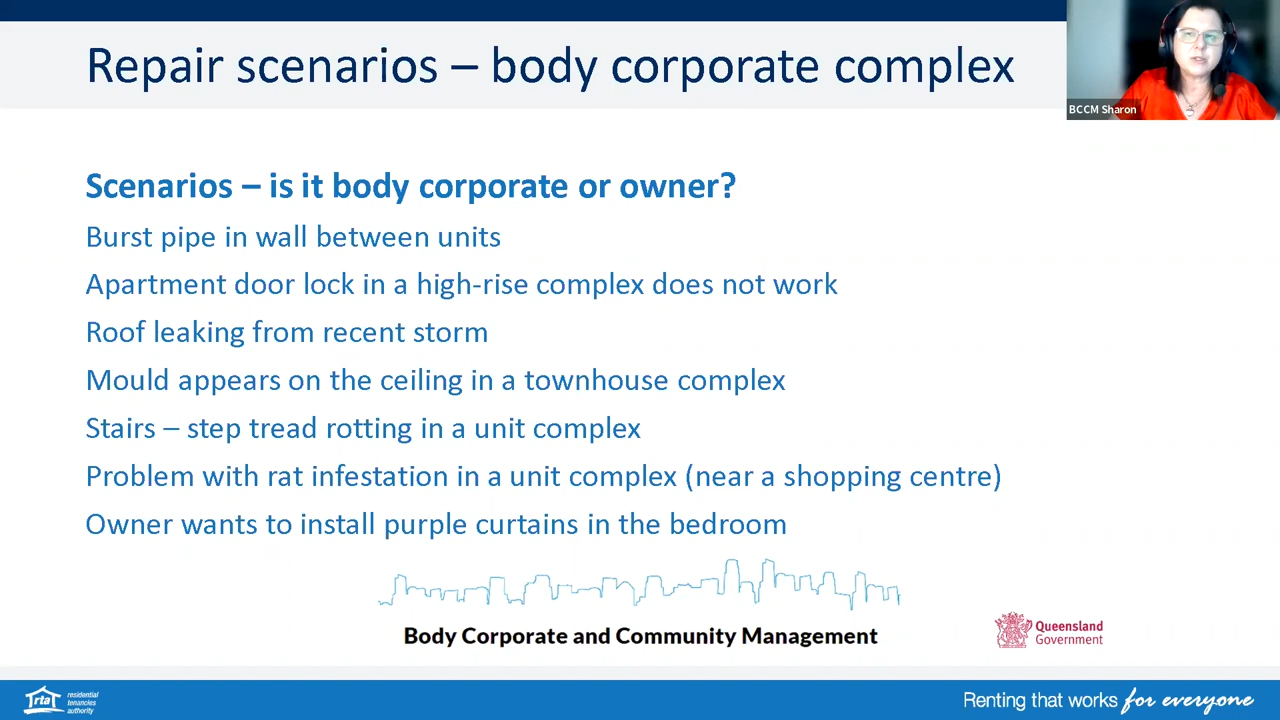 Repair scenarios – body corporate complex
BCCM Sharon
Scenarios – is it body corporate or owner?
Burst pipe in wall between units
Apartment door lock in a high-rise complex does not work
Roof leaking from recent storm
Mould appears on the ceiling in a townhouse complex
Stairs – step tread rotting in a unit complex
Problem with rat infestation in a unit complex (near a shopping centre)
Owner wants to install purple curtains in the bedroom
Body Corporate and Community Management
Queensland
Government
rta
residential
tenancies
authority
Renting that works for everyone